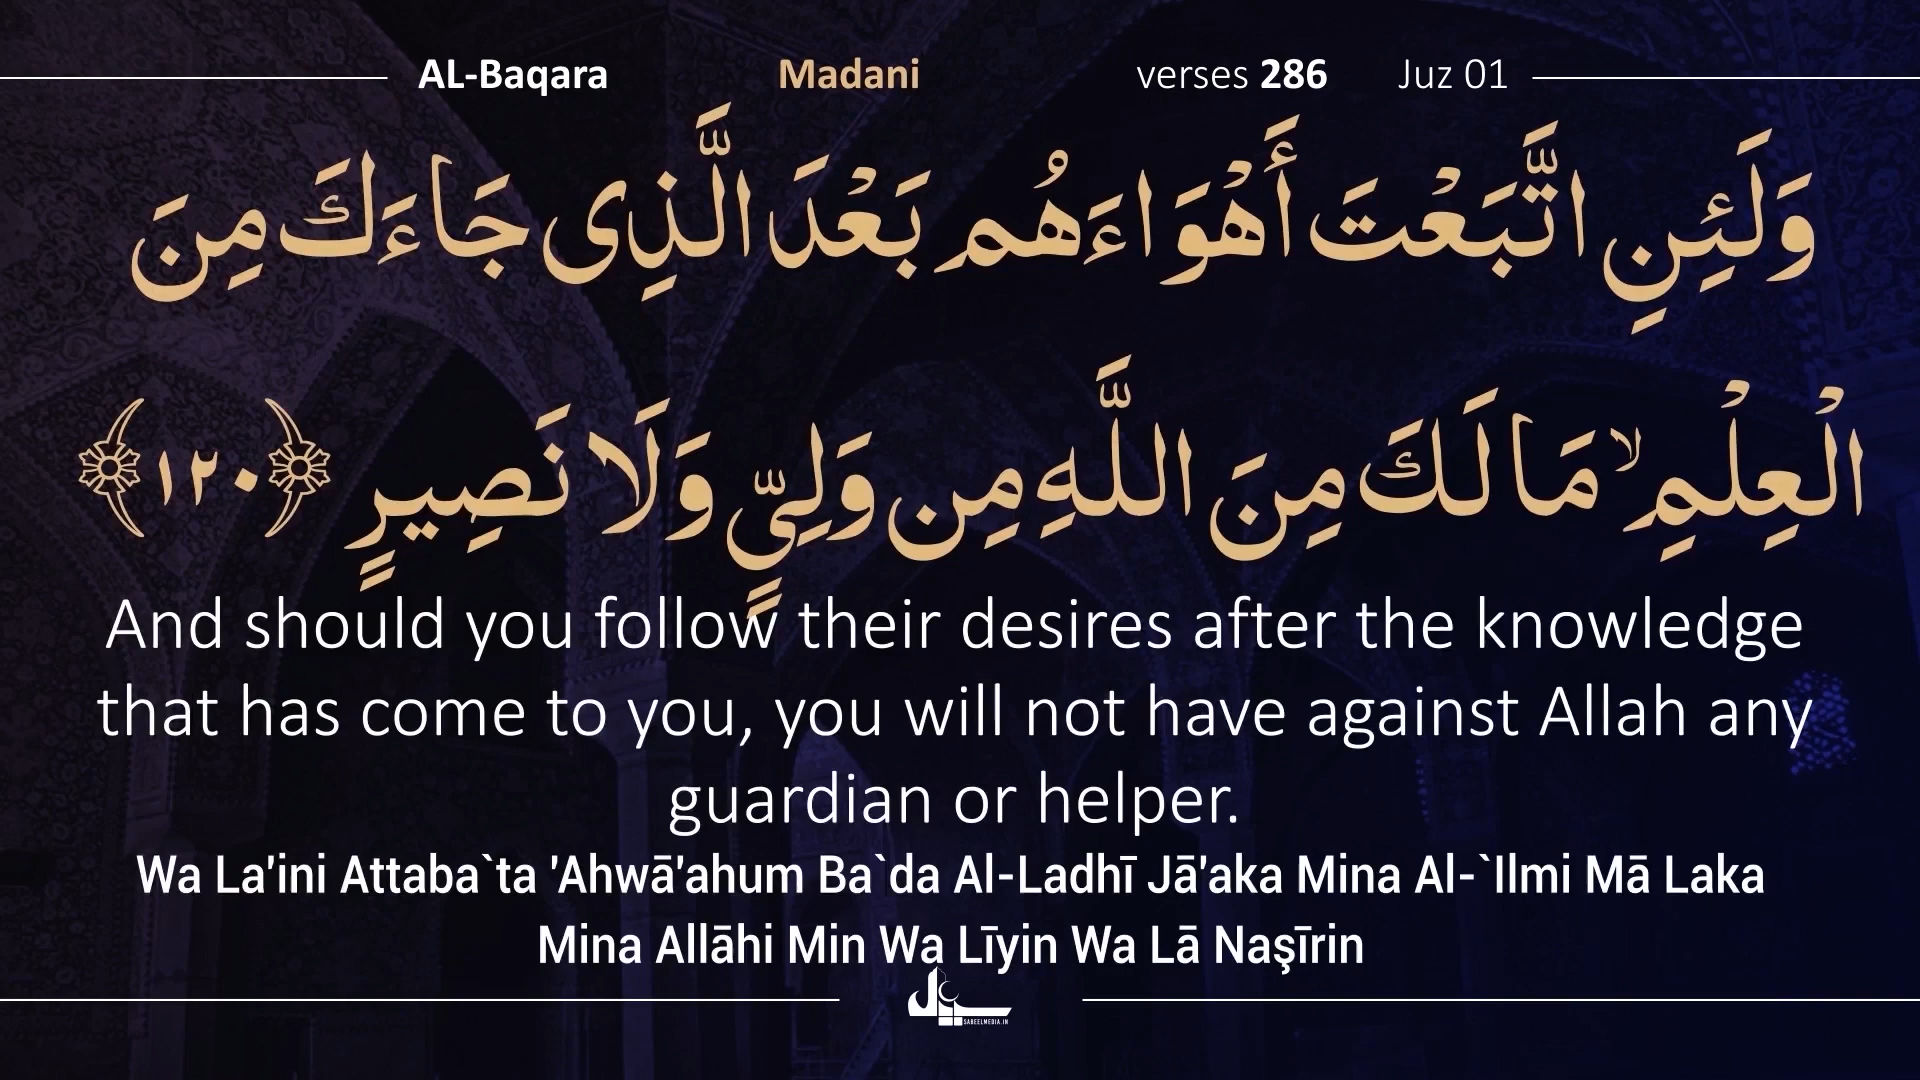 AL-Baqara Madani verses 286 Juz 01
وَلَئِنِ اتَّبَعْتَ أَهْوَاءَهُم بَعْدَ الَّذِى جَاءَكَ مِنَ
الْعِلْمِ ۙ مَا لَكَ مِنَ اللَّهِ مِن وَلِىٍّ وَلَا نَصِيرٍ ﴿١٢٠﴾
And should you follow their desires after the knowledge
that has come to you, you will not have against Allah any
guardian or helper.
Wa La'ini Attaba`ta 'Ahwā'ahum Ba`da Al-Ladhī Jā'aka Mina Al-`Ilmi Mā Laka
Mina Allāhi Min Wa Līyin Wa Lā Naşīrin
SABEELMEDIA.IN